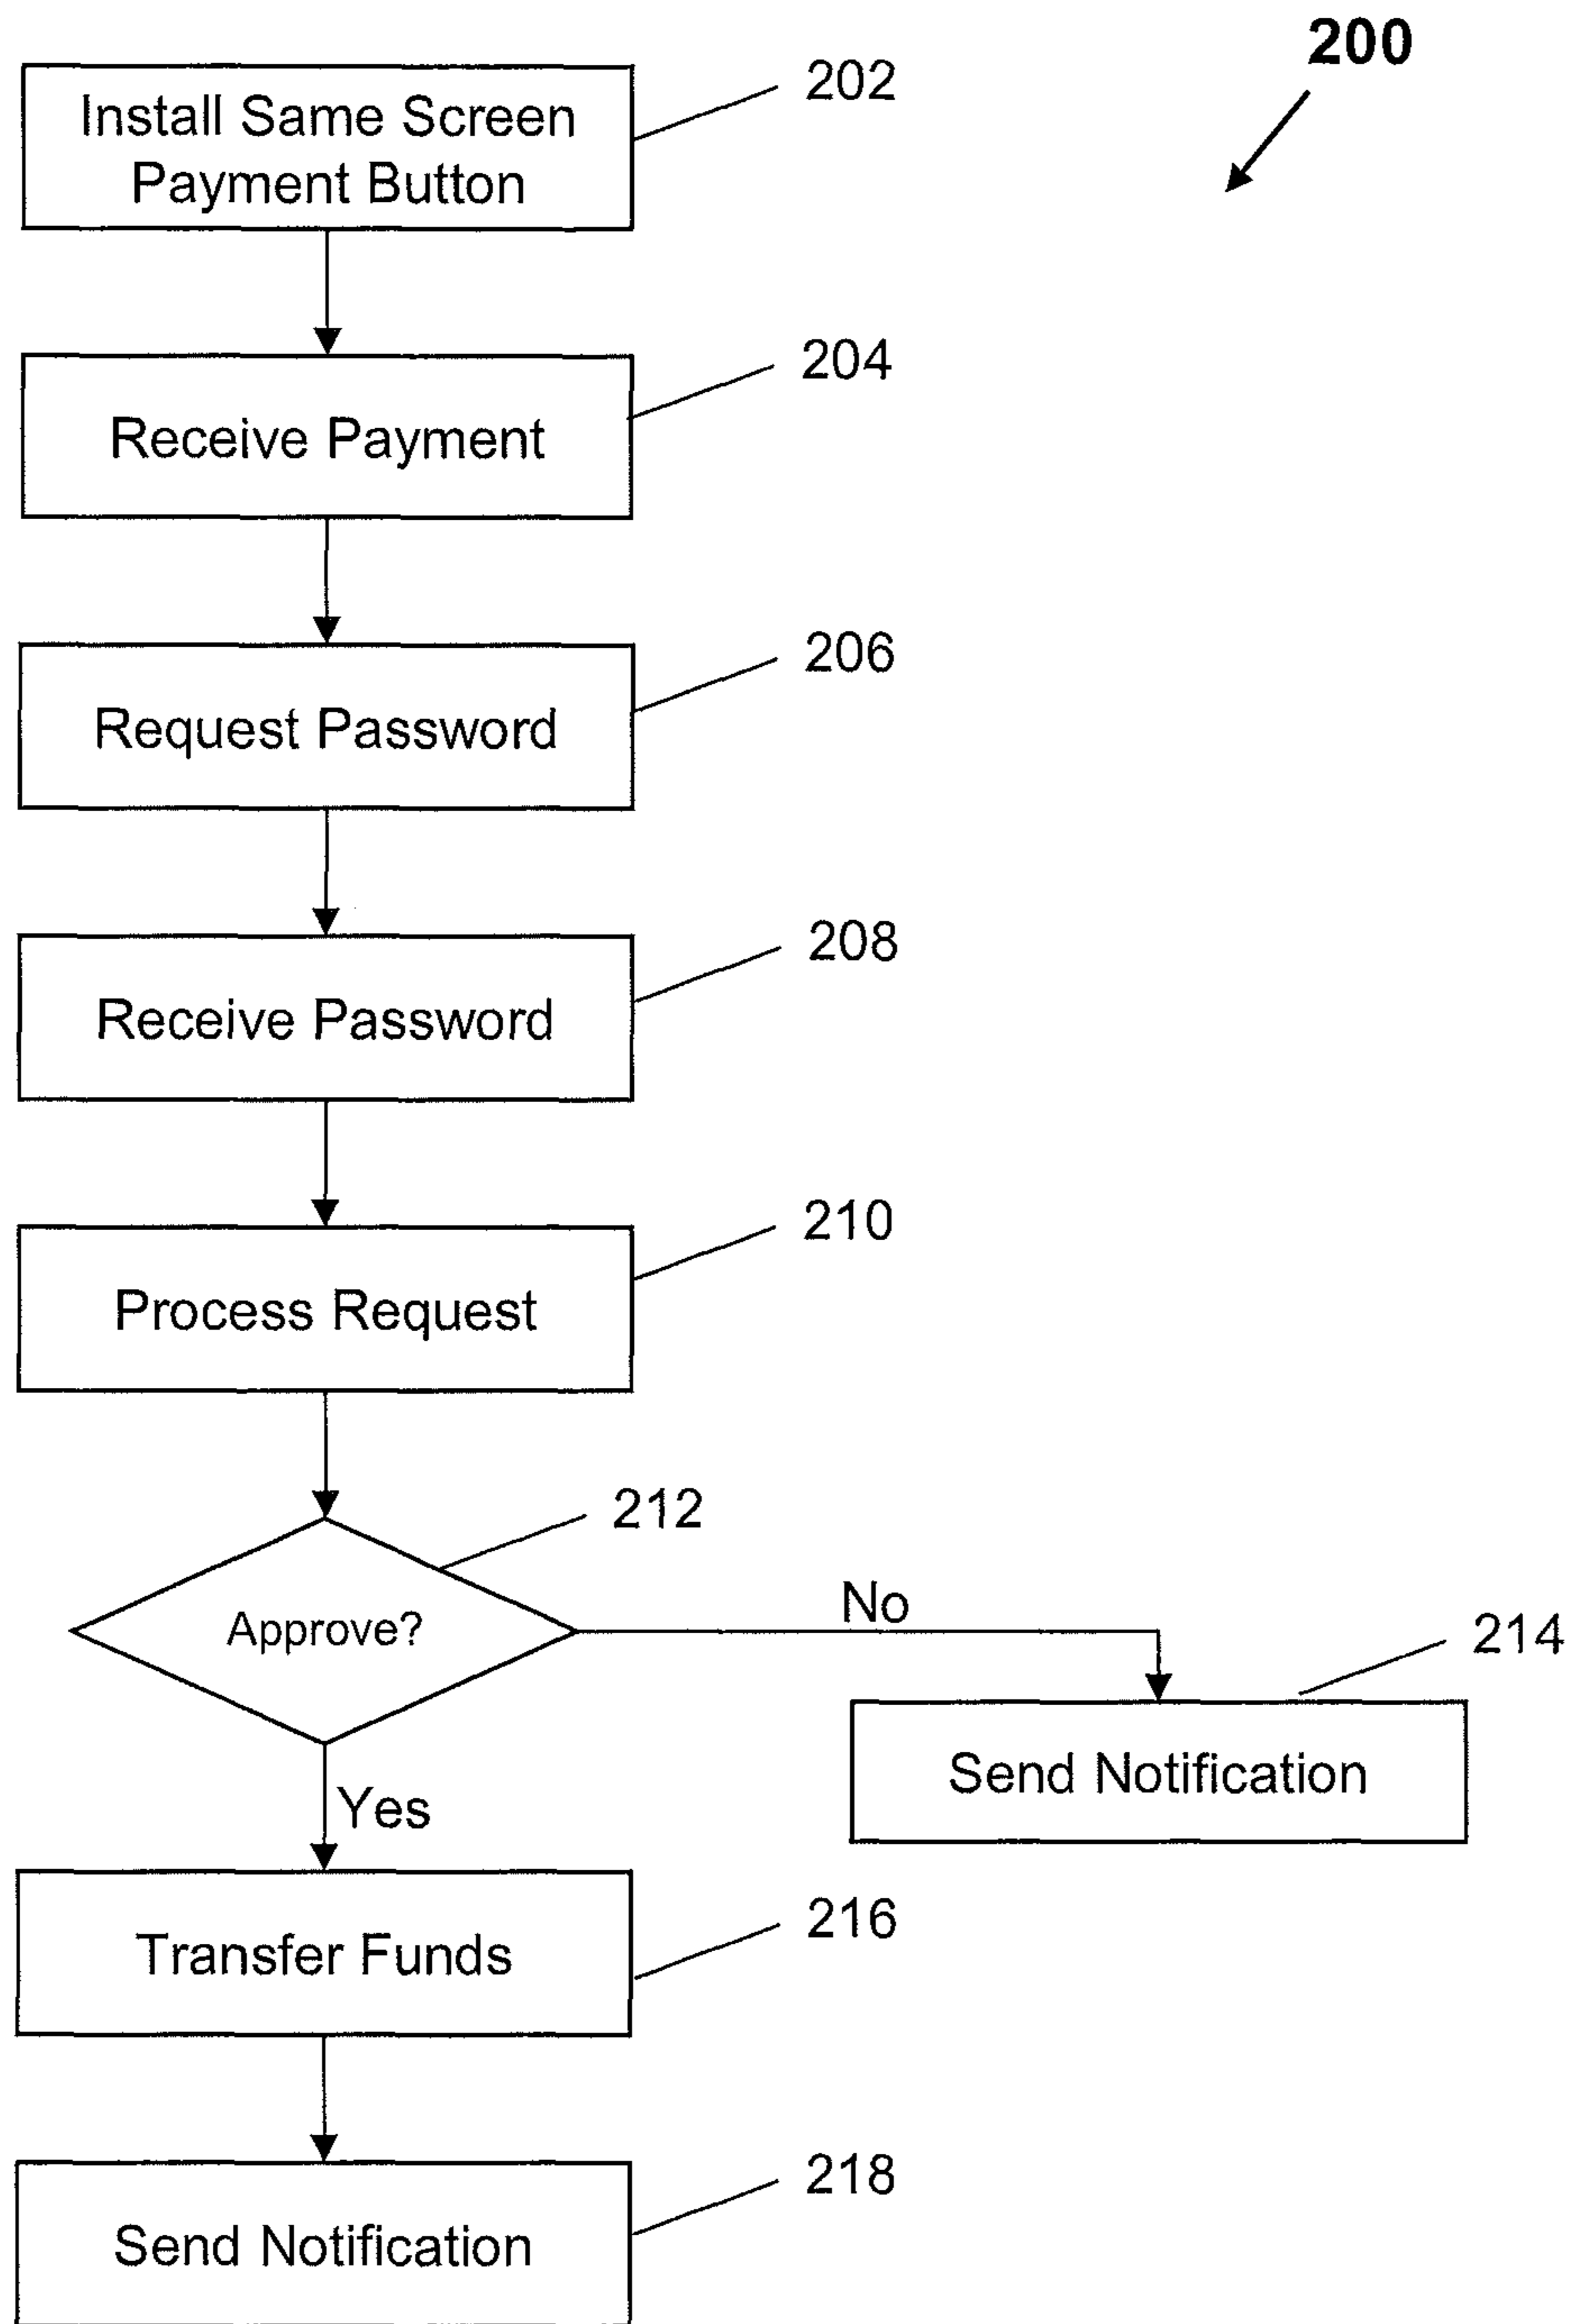 200
202
Install Same Screen
Payment Button
204
Receive Payment
206
Request Password
208
Receive Password
210
Process Request
212
Approve?
No
214
Send Notification
Yes
216
Transfer Funds
218
Send Notification